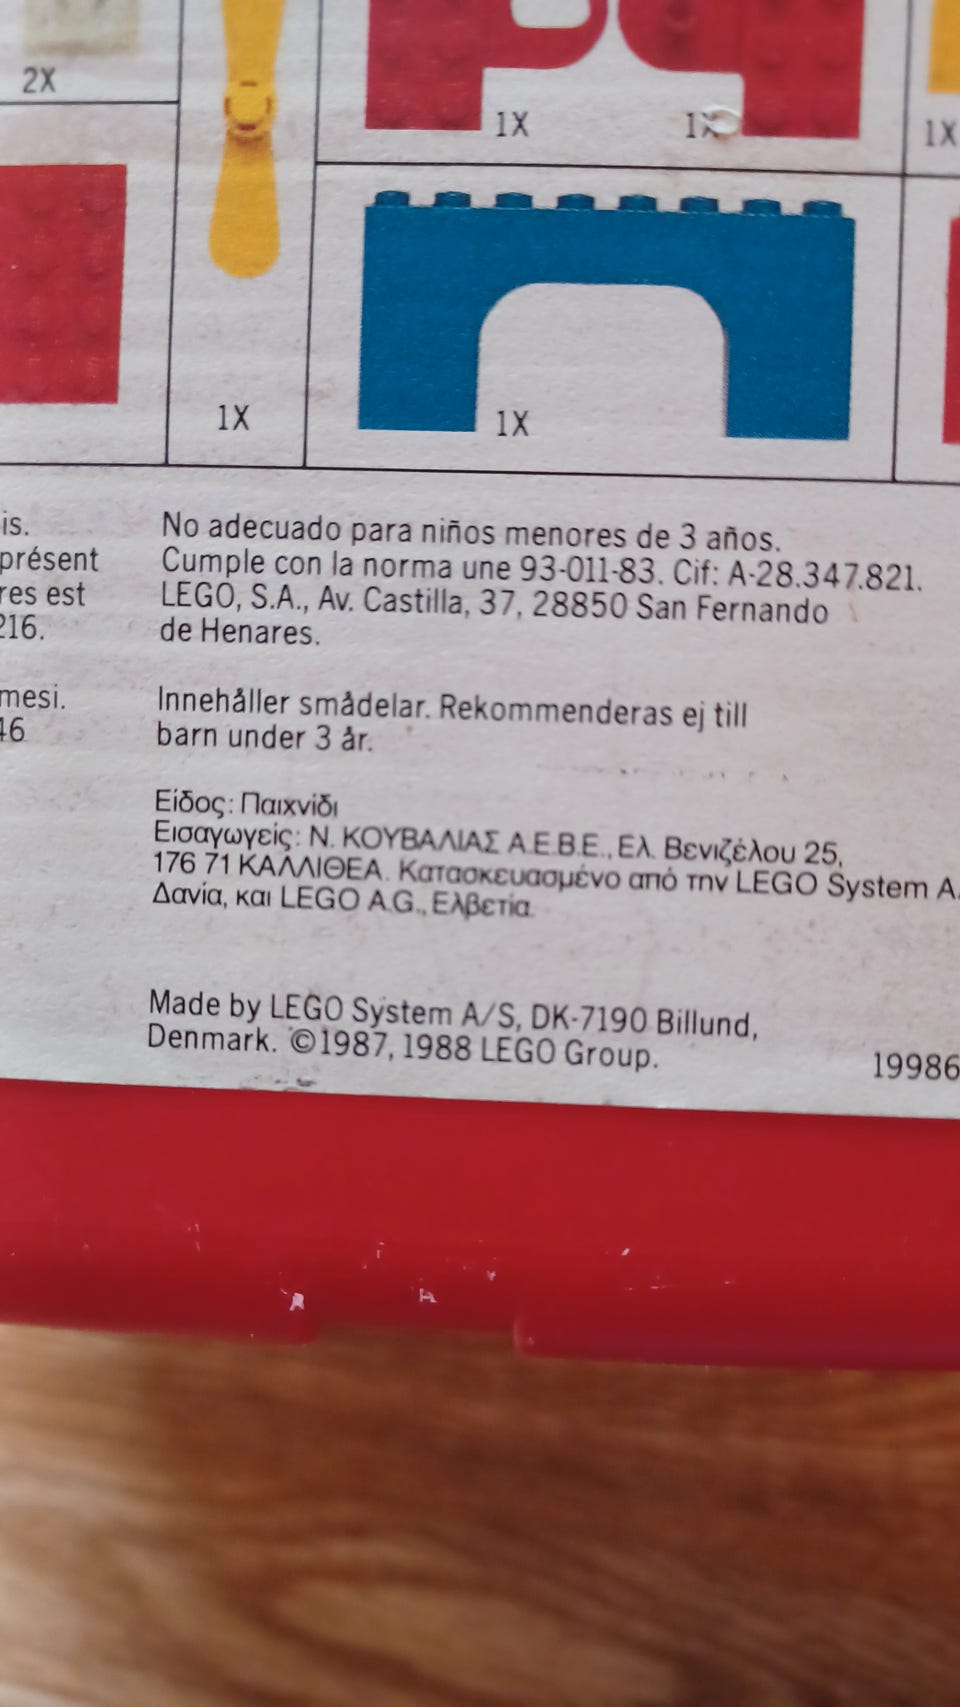 2X
1X
1X
1X
1X
1X
is.
présent
res est
216.
mesi.
46
No adecuado para niños menores de 3 años.
Cumple con la norma une 93-011-83. Cif: A-28.347.821.
LEGO, S.A., Av. Castilla, 37, 28850 San Fernando
de Henares.
Innehåller smådelar. Rekommenderas ej till
barn under 3 år.
Είδος: Παιχνίδι
Εισαγωγείς: Ν. ΚΟΥΒΑΛΙΑΣ Α.Ε.Β.Ε., Ελ. Βενιζέλου 25,
176 71 ΚΑΛΛΙΘΕΑ. Κατασκευασμένο από την LEGO System A.
Δανία, και LEGO A.G., Ελβετία.
Made by LEGO System A/S, DK-7190 Billund,
Denmark. ©1987, 1988 LEGO Group.
19986